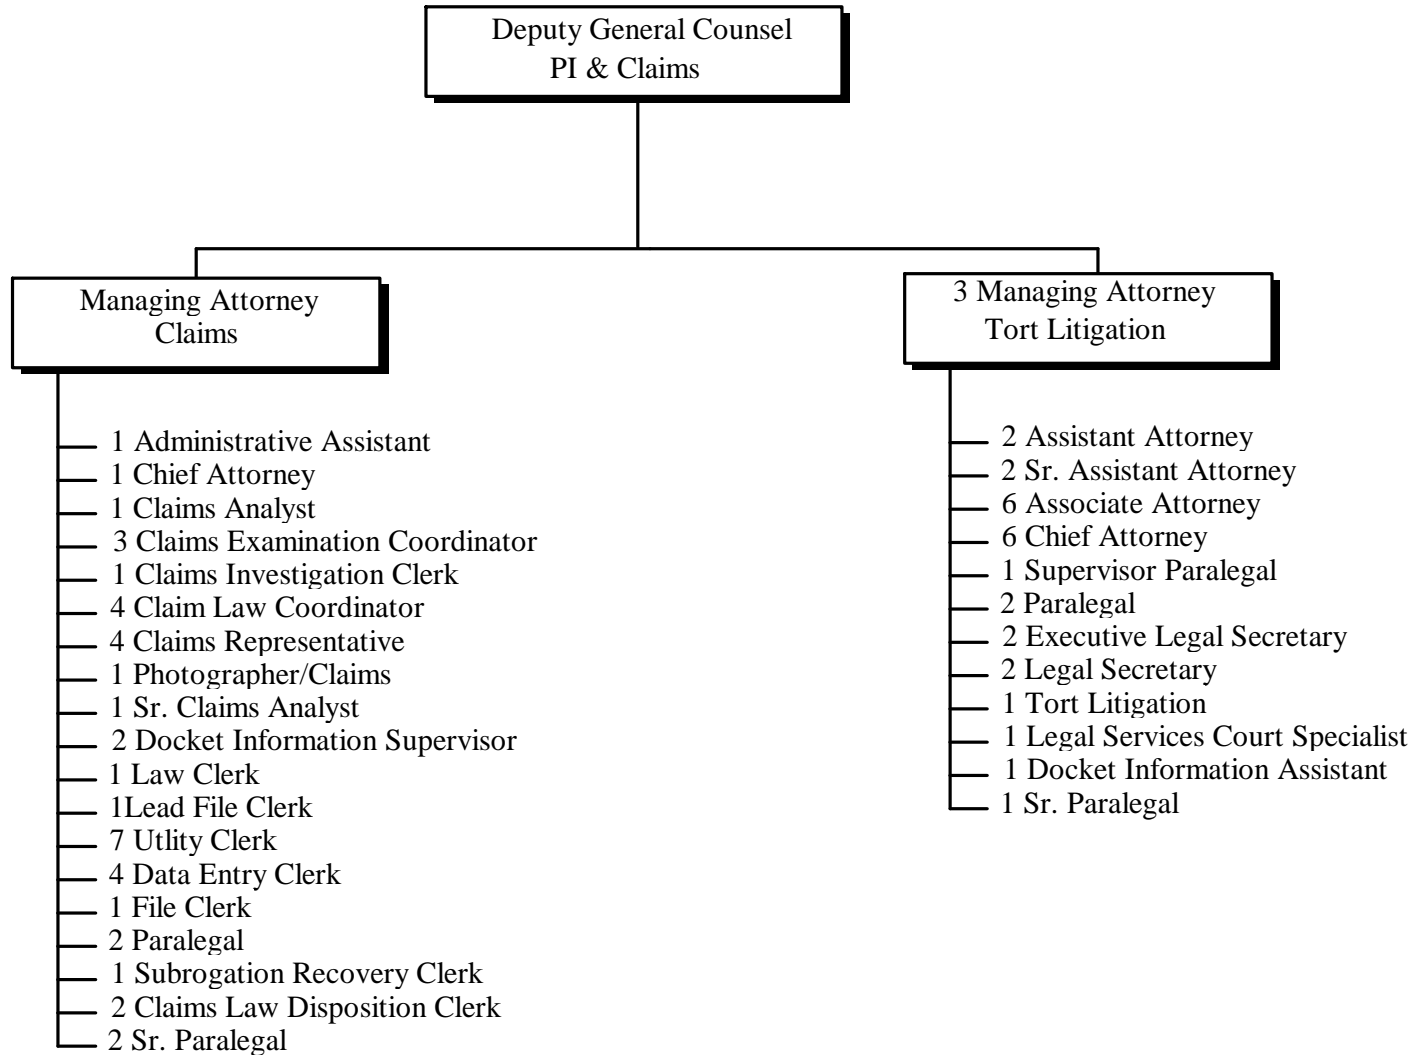 Deputy General Counsel
PI & Claims
Managing Attorney
Claims
3 Managing Attorney
Tort Litigation
1 Administrative Assistant
1 Chief Attorney
1 Claims Analyst
3 Claims Examination Coordinator
1 Claims Investigation Clerk
4 Claim Law Coordinator
4 Claims Representative
1 Photographer/Claims
1 Sr. Claims Analyst
2 Docket Information Supervisor
1 Law Clerk
1Lead File Clerk
7 Utlity Clerk
4 Data Entry Clerk
1 File Clerk
2 Paralegal
1 Subrogation Recovery Clerk
2 Claims Law Disposition Clerk
2 Sr. Paralegal
2 Assistant Attorney
2 Sr. Assistant Attorney
6 Associate Attorney
6 Chief Attorney
1 Supervisor Paralegal
2 Paralegal
2 Executive Legal Secretary
2 Legal Secretary
1 Tort Litigation
1 Legal Services Court Specialist
1 Docket Information Assistant
1 Sr. Paralegal